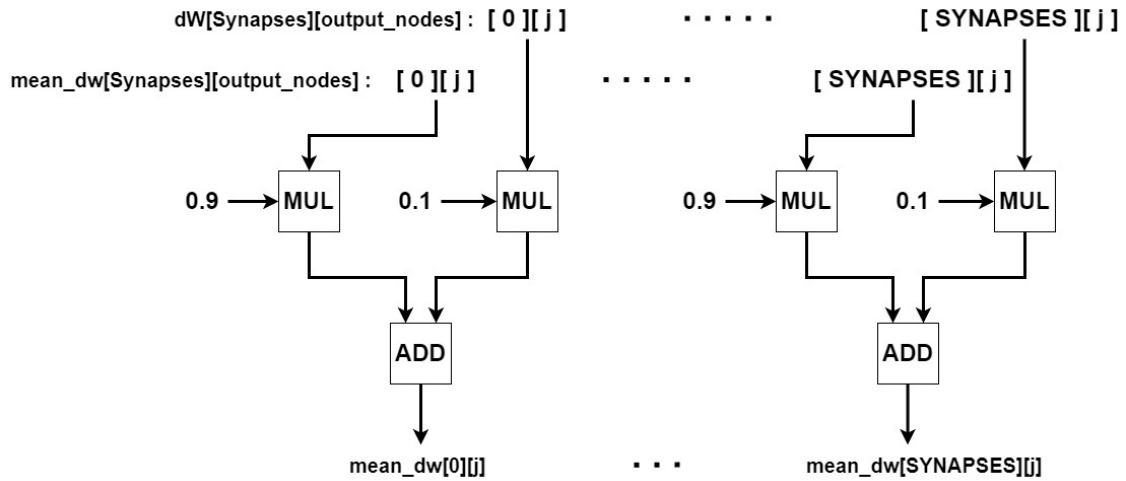 dW[Synapses][output_nodes] : [ 0 ][ j ] . . . . . [ SYNAPSES ][ j ]
mean_dw[Synapses][output_nodes] : [ 0 ][ j ] . . . . . [ SYNAPSES ][ j ]
0.9 MUL 0.1 MUL 0.9 MUL 0.1 MUL
ADD ADD
mean_dw[0][j] . . . mean_dw[SYNAPSES][j]